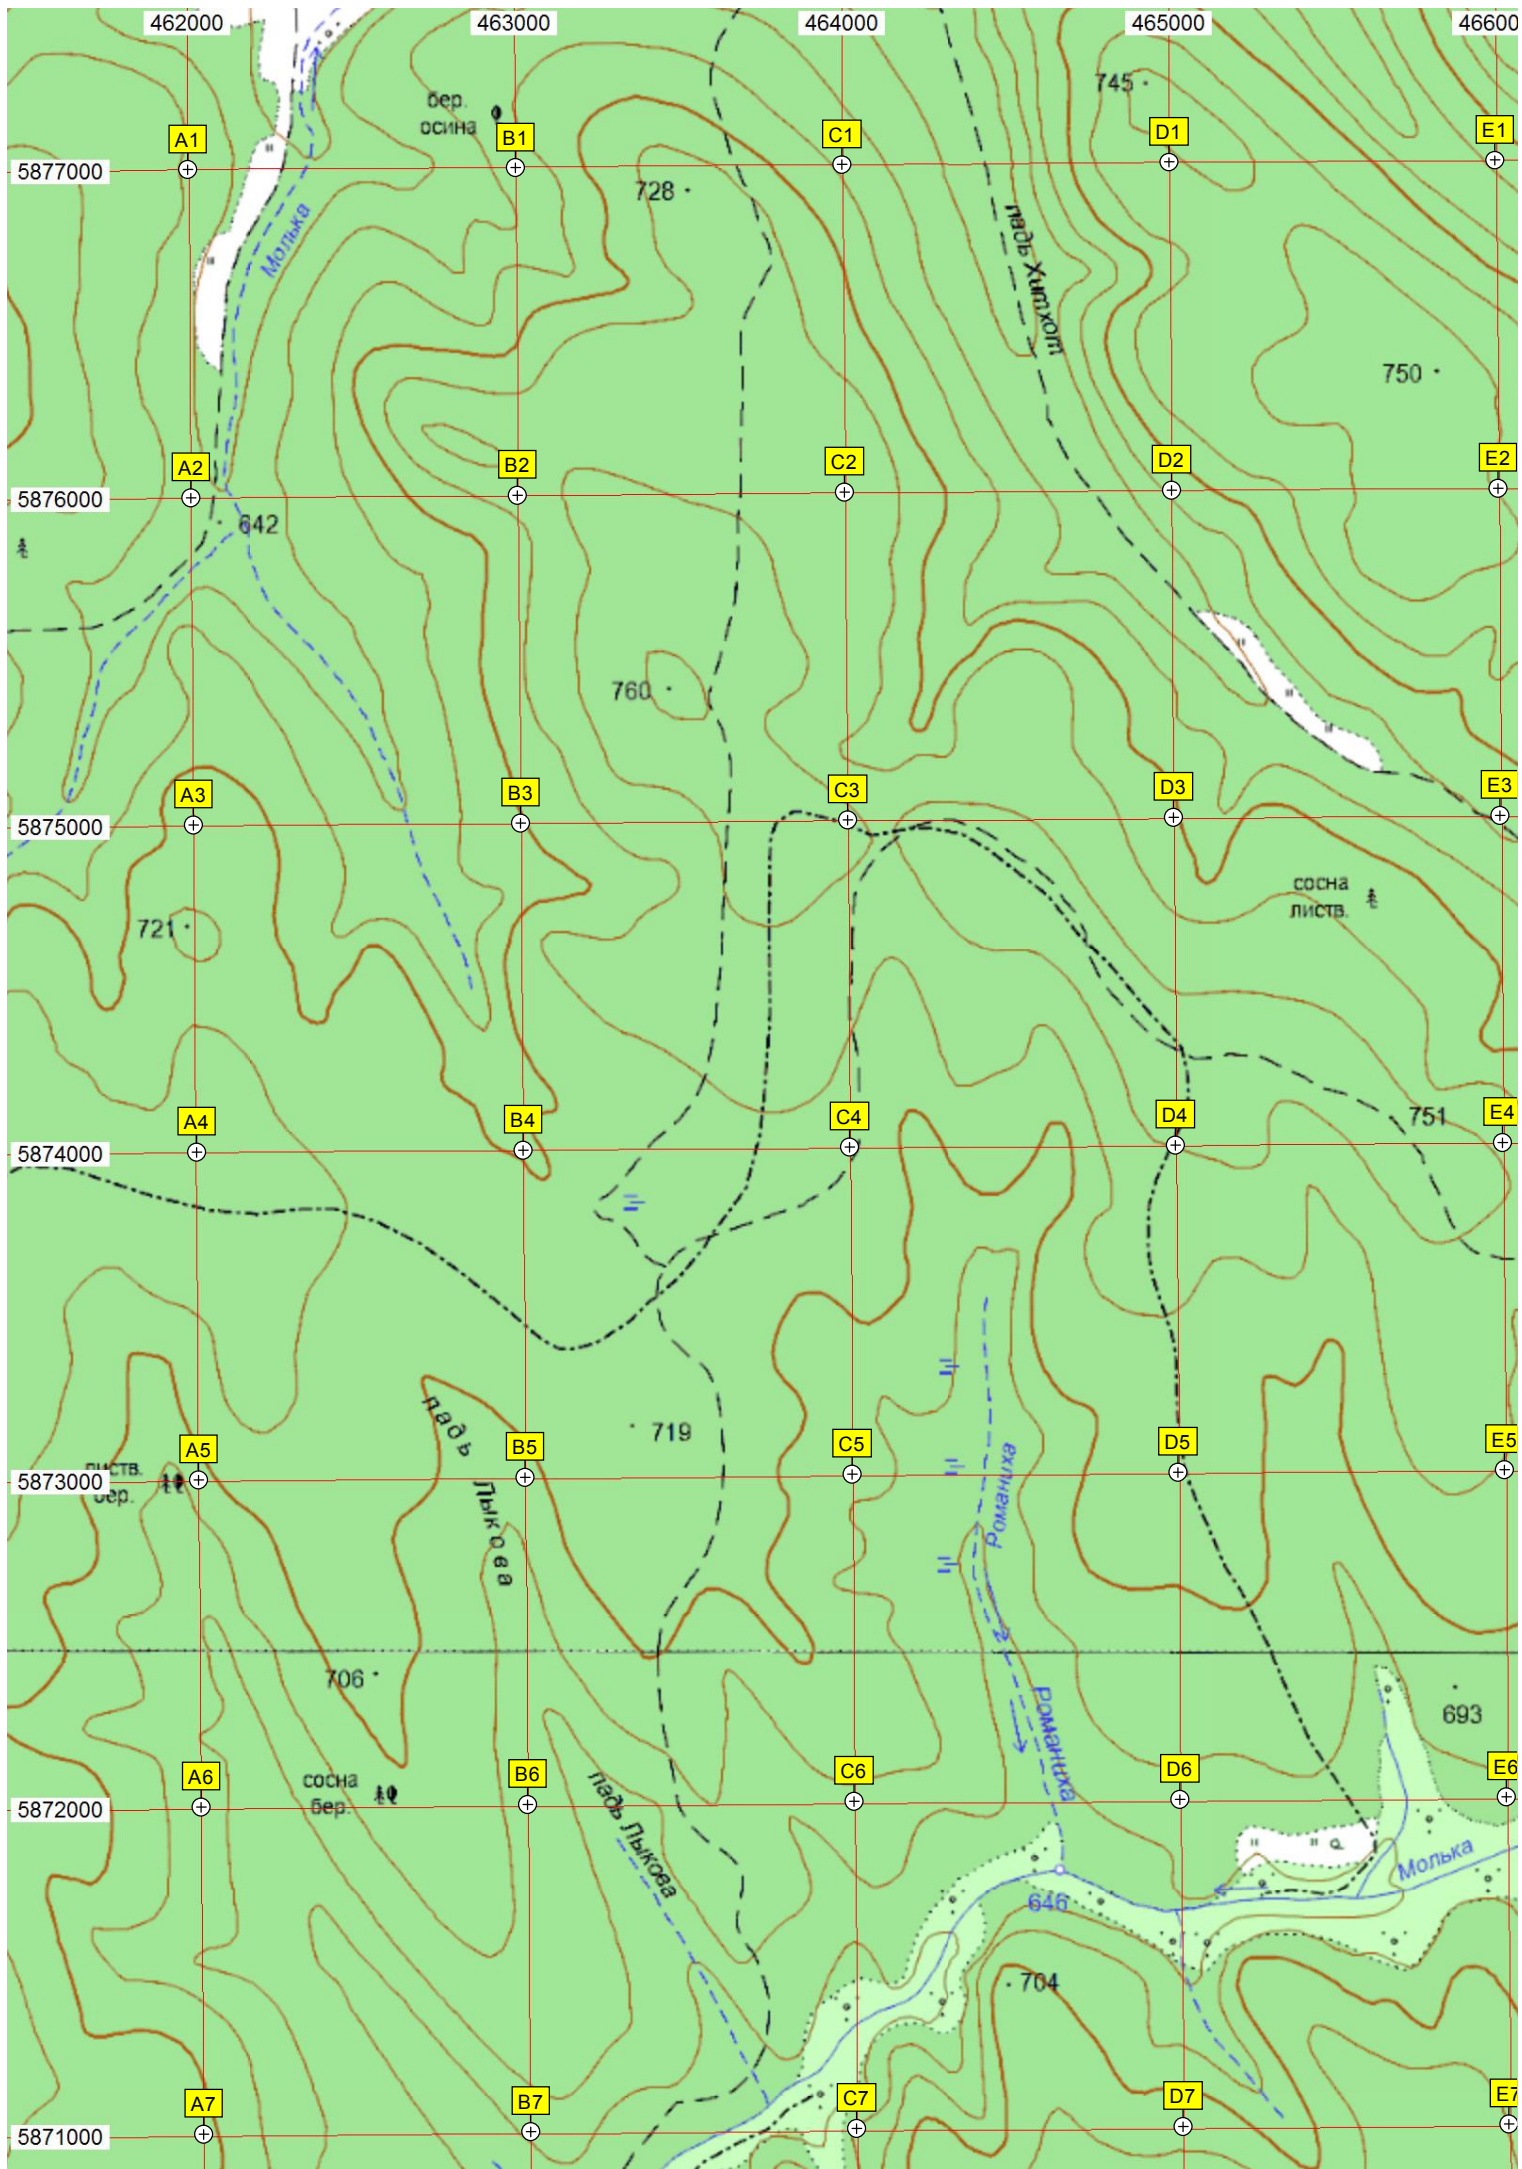 462000 463000 464000 465000 466000
745
бер.
осина
A1 B1 C1 D1 E1
5877000
728
Молька
падь Хитхот
750
A2 B2 C2 D2 E2
5876000
642
760
A3 B3 C3 D3 E3
5875000
сосна
листв.
721
A4 B4 C4 D4 E4
751
5874000
719
падь Лыкова
A5 B5 C5 D5 E5
листв.
бер.
5873000
Романиха
706
693
Романиха
A6 B6 C6 D6 E6
сосна
бер.
5872000
падь Лыкова
Молька
646
704
A7 B7 C7 D7 E7
5871000